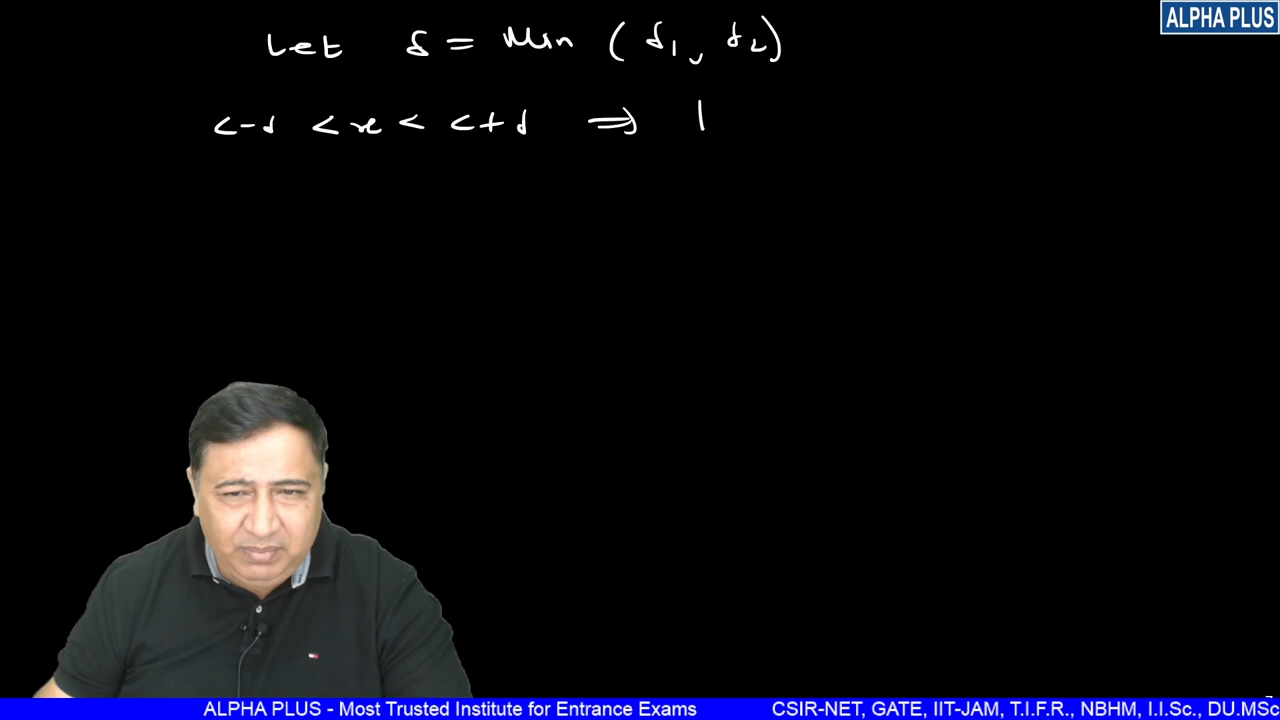 ALPHA PLUS
Let δ = Min (δ₁, δ₂)
c-δ < x < c+δ ⇒ |
ALPHA PLUS - Most Trusted Institute for Entrance Exams CSIR-NET, GATE, IIT-JAM, T.I.F.R., NBHM, I.I.Sc., DU.MSc